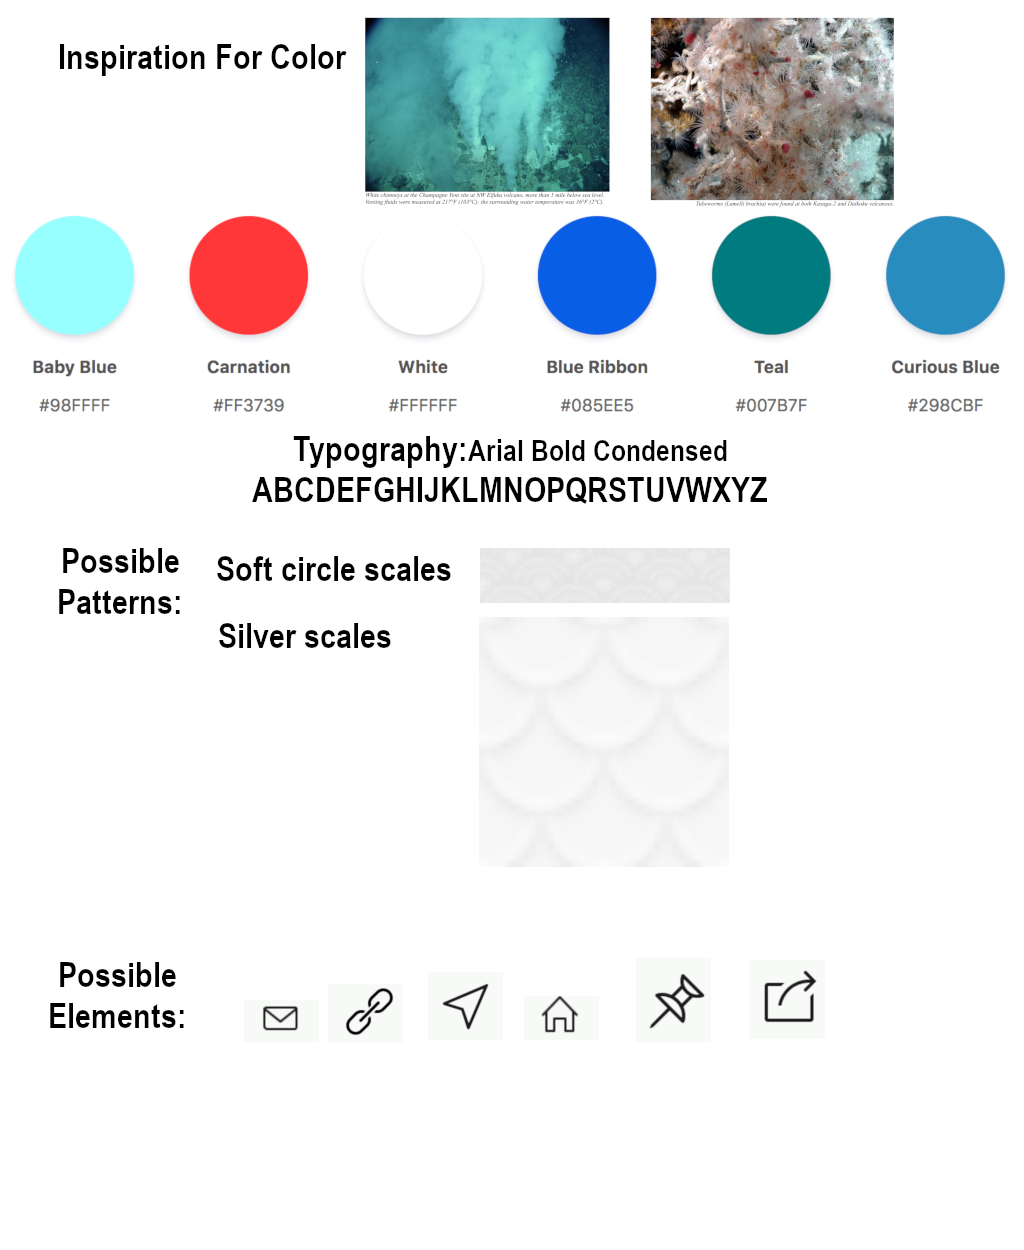 Inspiration For Color
White chimneys at the Champagne Vent site at NW Eifuku volcano, more than 1 mile below sea level.
Venting fluids were measured at 217°F (103°C); the surrounding water temperature was 36°F (2°C).
Tubeworms (Lamelli brachia) were found at both Kasuga-2 and Daikoku volcanoes.
Baby Blue
Carnation
White
Blue Ribbon
Teal
Curious Blue
#98FFFF
#FF3739
#FFFFFF
#085EE5
#007B7F
#298CBF
Typography:Arial Bold Condensed
ABCDEFGHIJKLMNOPQRSTUVWXYZ
Possible
Patterns:
Soft circle scales
Silver scales
Possible
Elements: